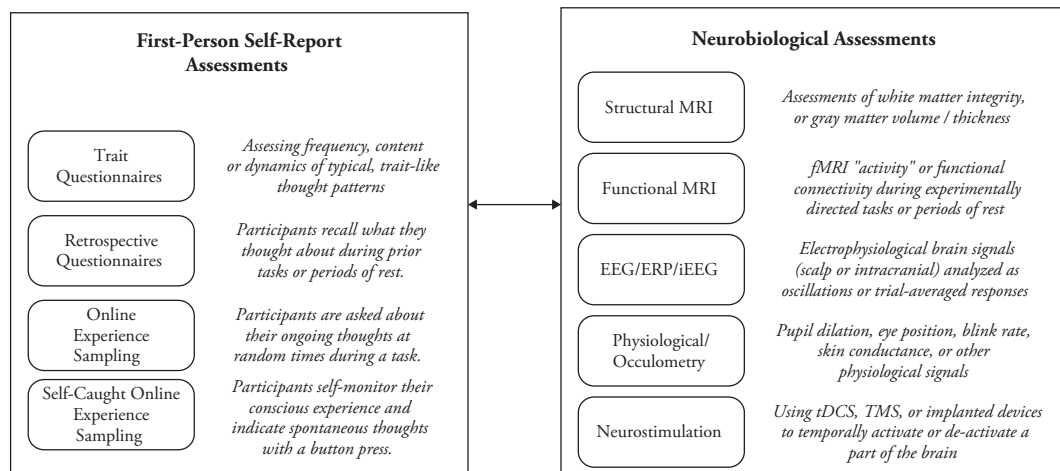 First-Person Self-Report
Assessments
Trait
Questionnaires
Assessing frequency, content
or dynamics of typical, trait-like
thought patterns
Retrospective
Questionnaires
Participants recall what they
thought about during prior
tasks or periods of rest.
Online
Experience
Sampling
Participants are asked about
their ongoing thoughts at
random times during a task.
Self-Caught Online
Experience
Sampling
Participants self-monitor their
conscious experience and
indicate spontaneous thoughts
with a button press.
Neurobiological Assessments
Structural MRI
Assessments of white matter integrity,
or gray matter volume / thickness
Functional MRI
fMRI "activity" or functional
connectivity during experimentally
directed tasks or periods of rest
EEG/ERP/iEEG
Electrophysiological brain signals
(scalp or intracranial) analyzed as
oscillations or trial-averaged responses
Physiological/
Occulometry
Pupil dilation, eye position, blink rate,
skin conductance, or other
physiological signals
Neurostimulation
Using tDCS, TMS, or implanted devices
to temporally activate or de-activate a
part of the brain